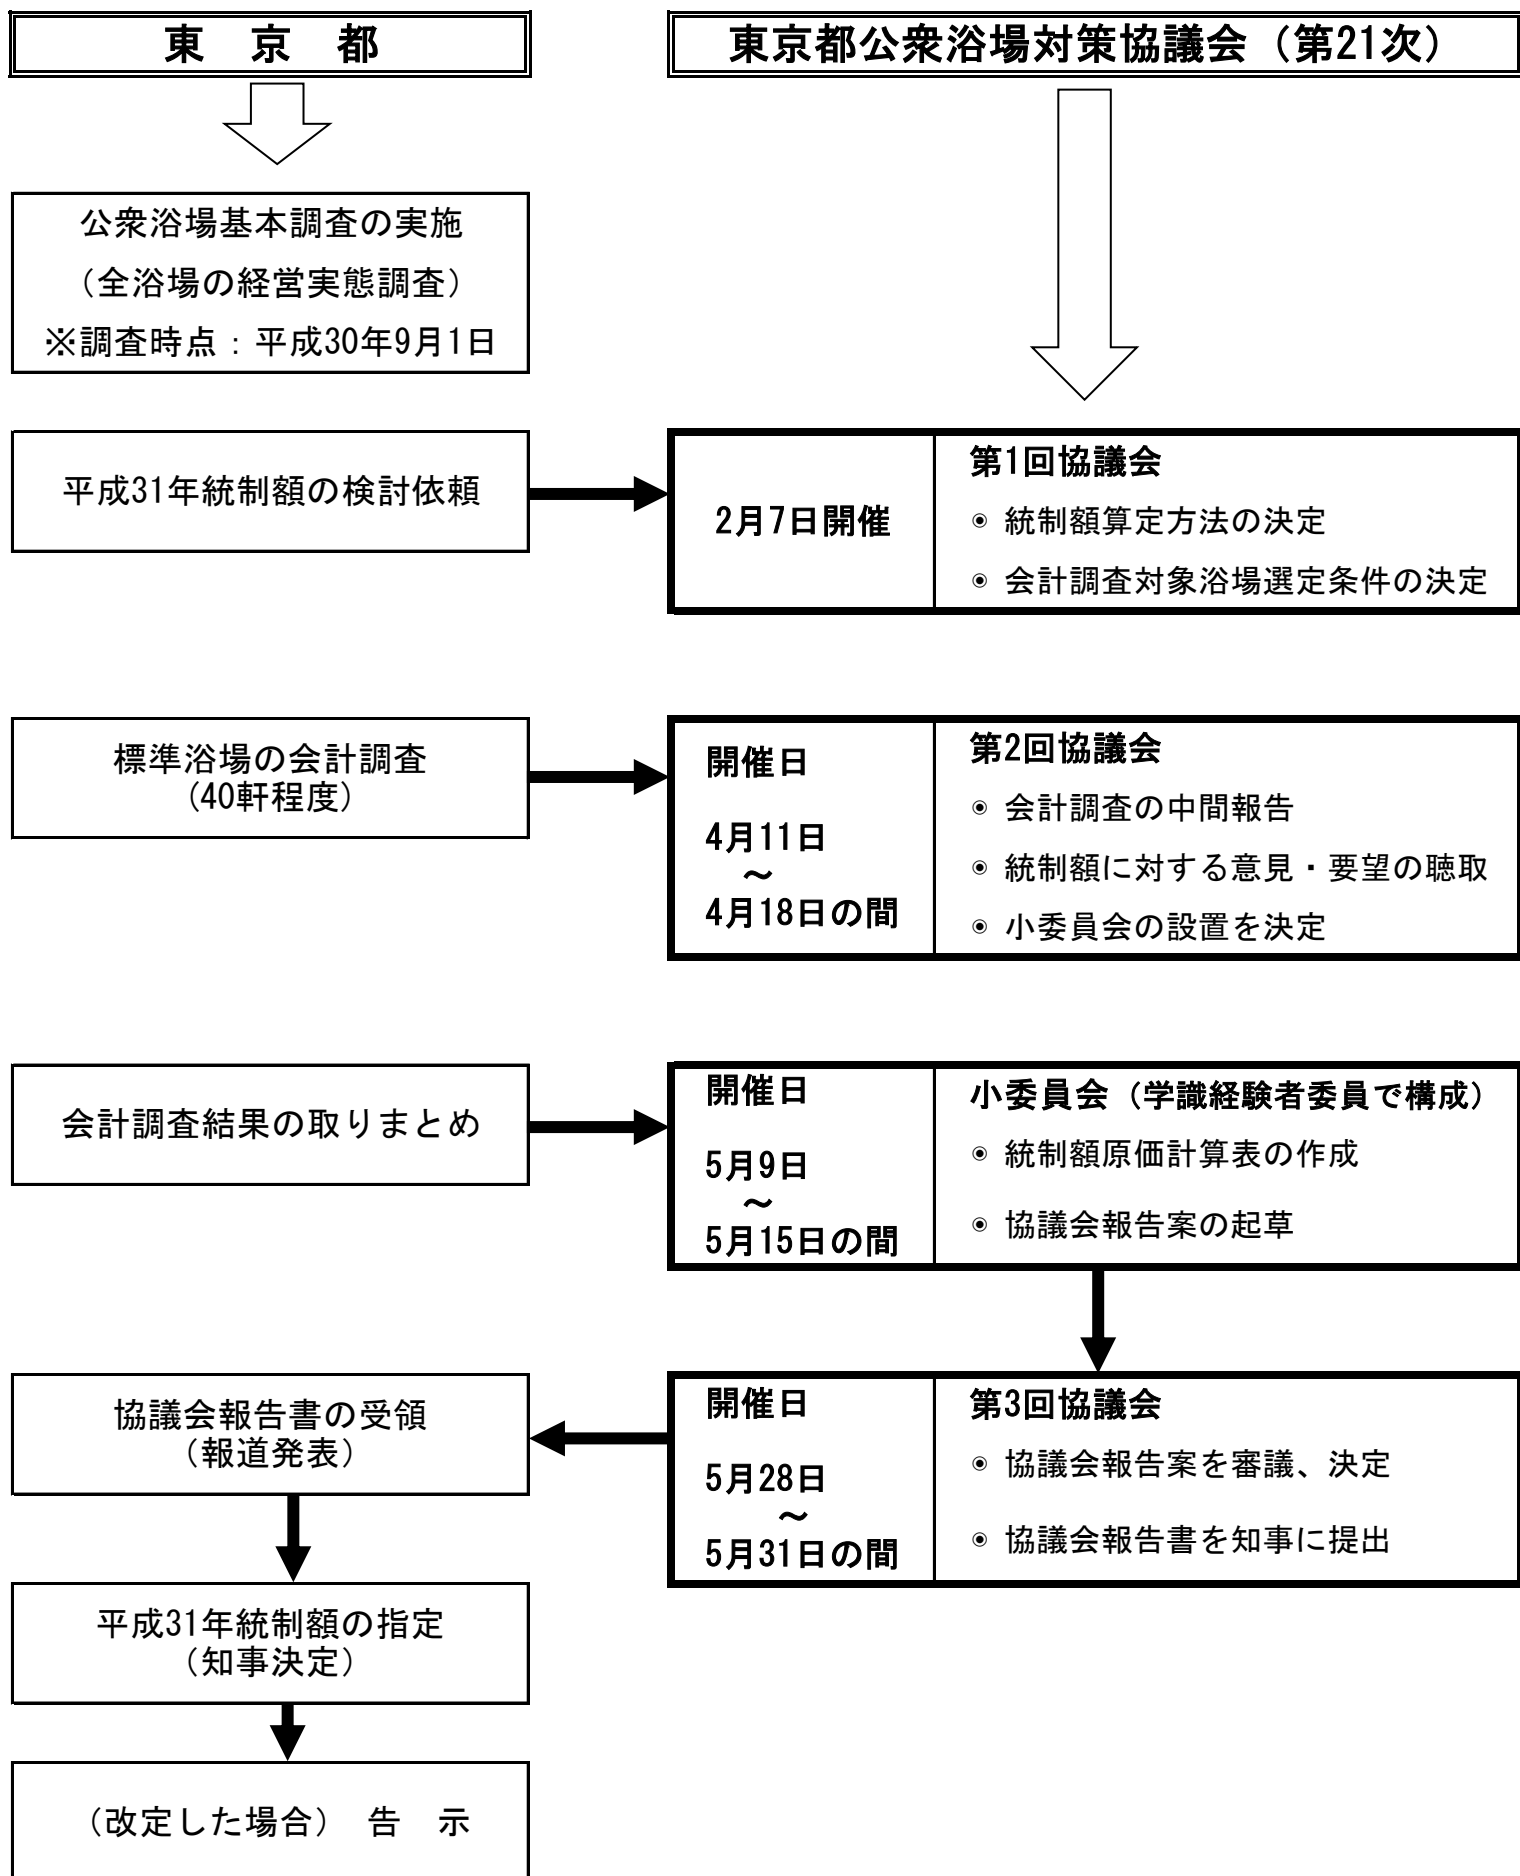 東　京　都
東京都公衆浴場対策協議会（第21次）
公衆浴場基本調査の実施
（全浴場の経営実態調査）
※調査時点：平成30年9月1日
平成31年統制額の検討依頼
2月7日開催
第1回協議会
◉ 統制額算定方法の決定
◉ 会計調査対象浴場選定条件の決定
標準浴場の会計調査
（40軒程度）
開催日
4月11日
～
4月18日の間
第2回協議会
◉ 会計調査の中間報告
◉ 統制額に対する意見・要望の聴取
◉ 小委員会の設置を決定
会計調査結果の取りまとめ
開催日
5月9日
～
5月15日の間
小委員会（学識経験者委員で構成）
◉ 統制額原価計算表の作成
◉ 協議会報告案の起草
協議会報告書の受領
（報道発表）
開催日
5月28日
～
5月31日の間
第3回協議会
◉ 協議会報告案を審議、決定
◉ 協議会報告書を知事に提出
平成31年統制額の指定
（知事決定）
（改定した場合）　告　示